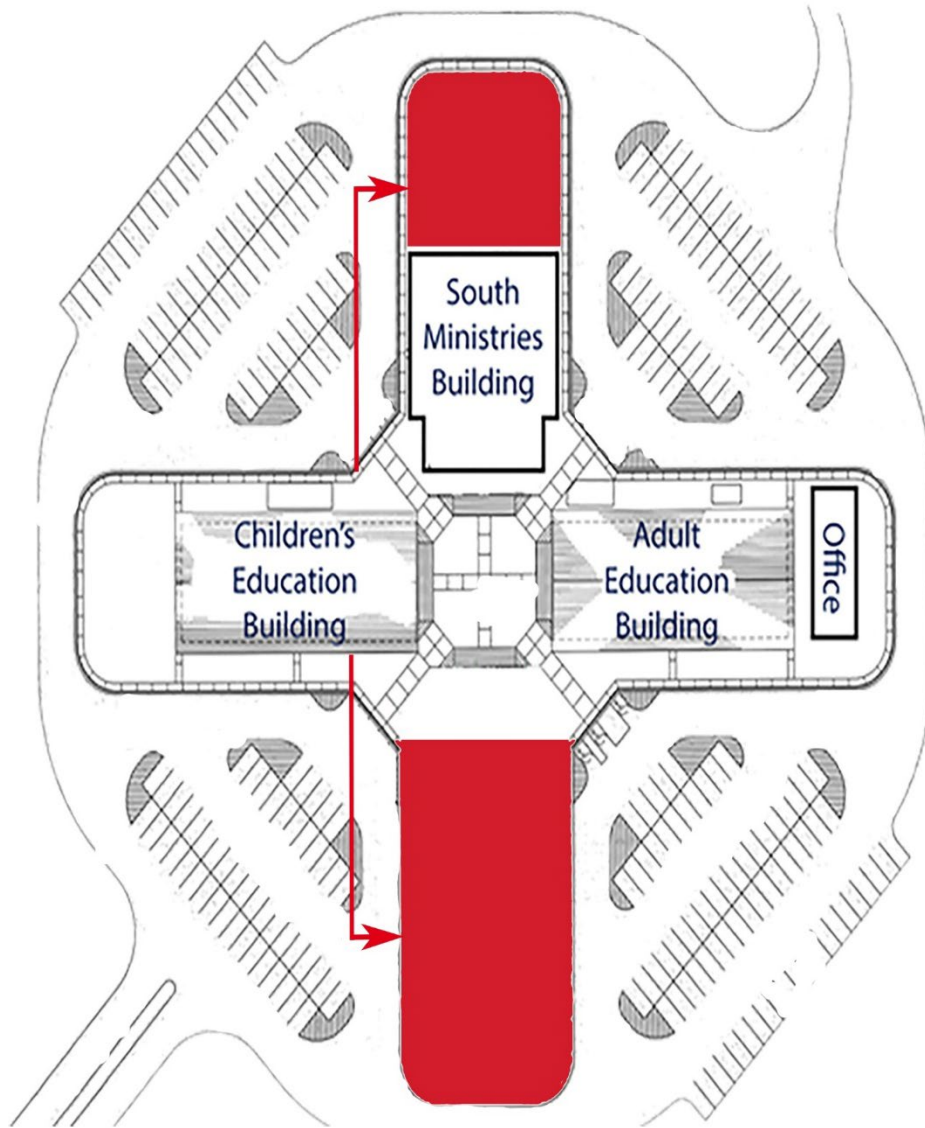 South
Ministries
Building
Children's
Education
Building
Adult
Education
Building
Office